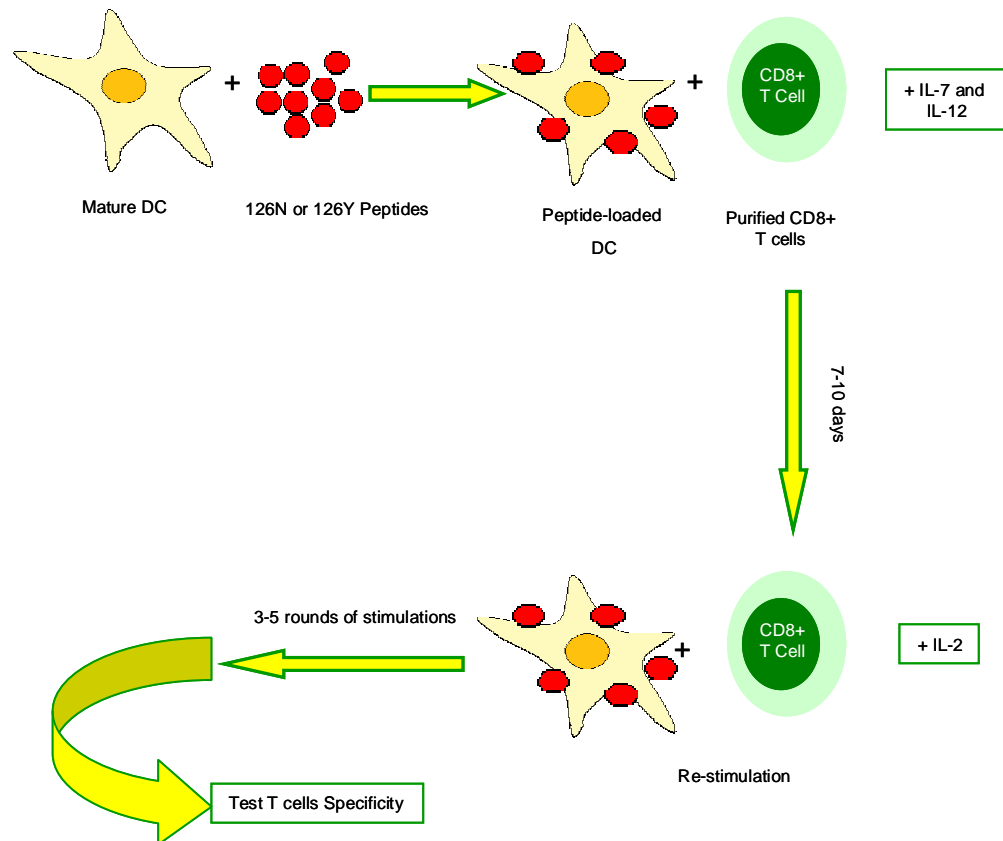 +
+
CD8+
T Cell
+ IL-7 and
IL-12
Mature DC
126N or 126Y Peptides
Peptide-loaded
DC
Purified CD8+
T cells
7-10 days
3-5 rounds of stimulations
+
CD8+
T Cell
+ IL-2
Re-stimulation
Test T cells Specificity